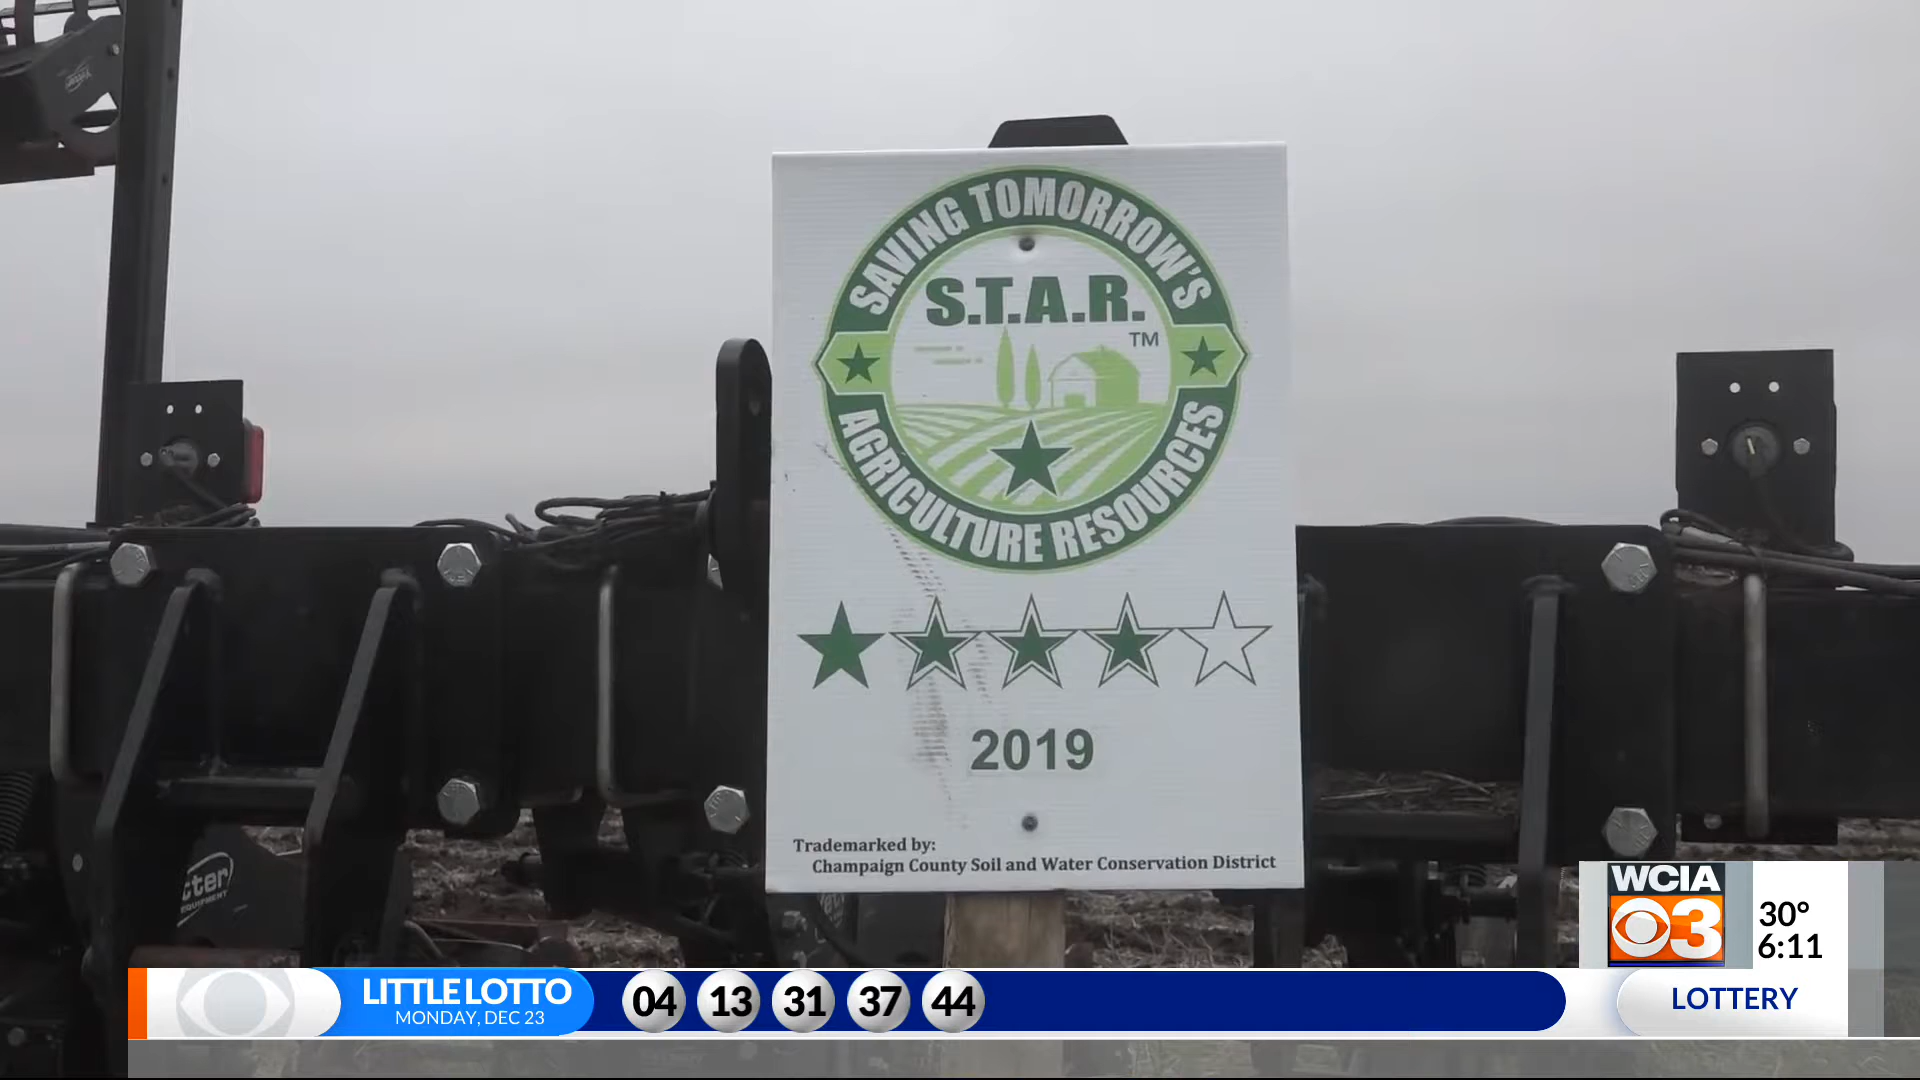 SAVING TOMORROW'S
S.T.A.R.
TM
AGRICULTURE RESOURCES
2019
Trademarked by:
Champaign County Soil and Water Conservation District
EQUIPMENT
WCIA
3
30°
6:11
LITTLE LOTTO
MONDAY, DEC 23
04 13 31 37 44
LOTTERY